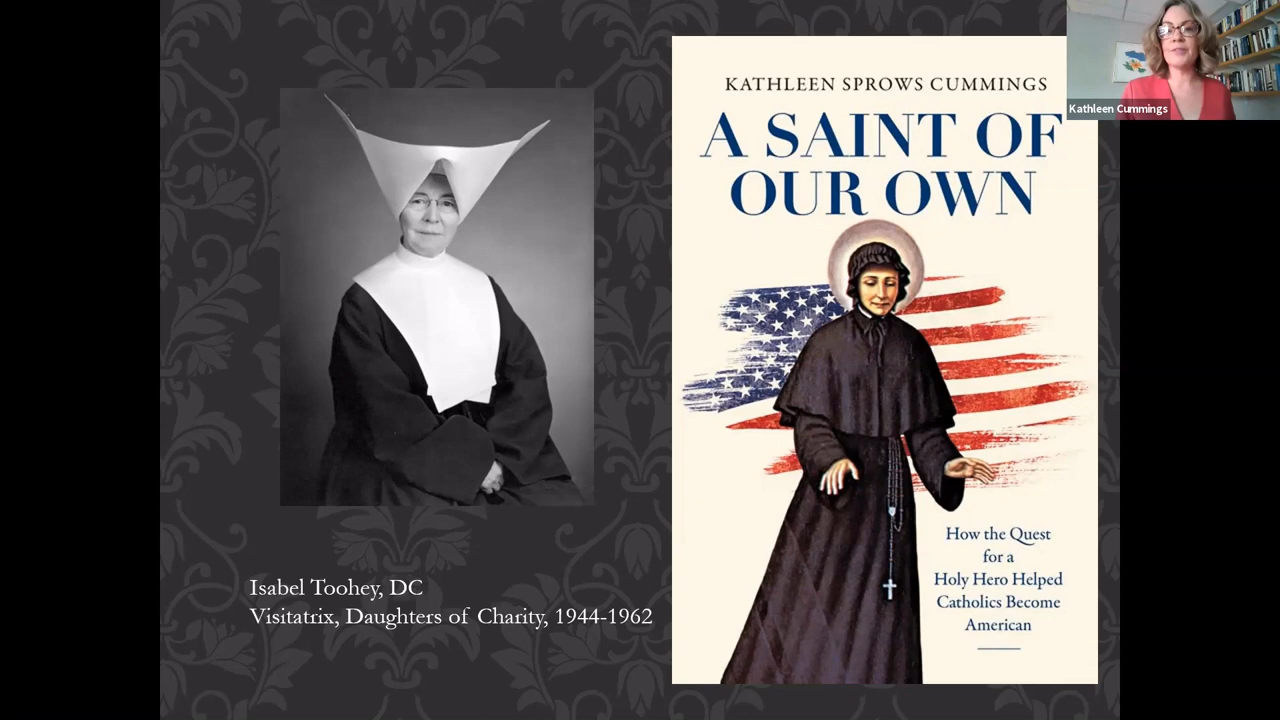 KATHLEEN SPROWS CUMMINGS
A SAINT OF
OUR OWN
How the Quest
for a
Holy Hero Helped
Catholics Become
American
Isabel Toohey, DC
Visitatrix, Daughters of Charity, 1944-1962
Kathleen Cummings